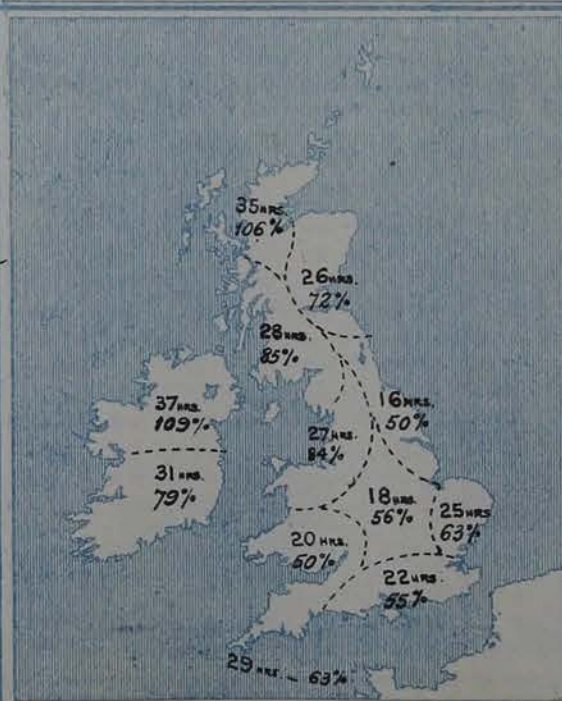 35 HRS.
106%
26 HRS.
72%
28 HRS.
85%
37 HRS.
109%
16 HRS.
50%
27 HRS.
84%
31 HRS.
79%
18 HRS.
56%
25 HRS
63%
20 HRS.
50%
22 HRS.
55%
29 HRS. - 63%